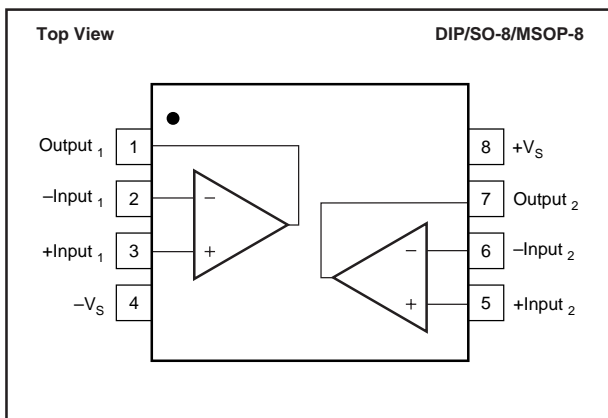 Top View
DIP/SO-8/MSOP-8
Output 1
1
–Input 1
2
+Input 1
3
–VS
4
8
+VS
7
Output 2
6
–Input 2
5
+Input 2
−
+
−
+